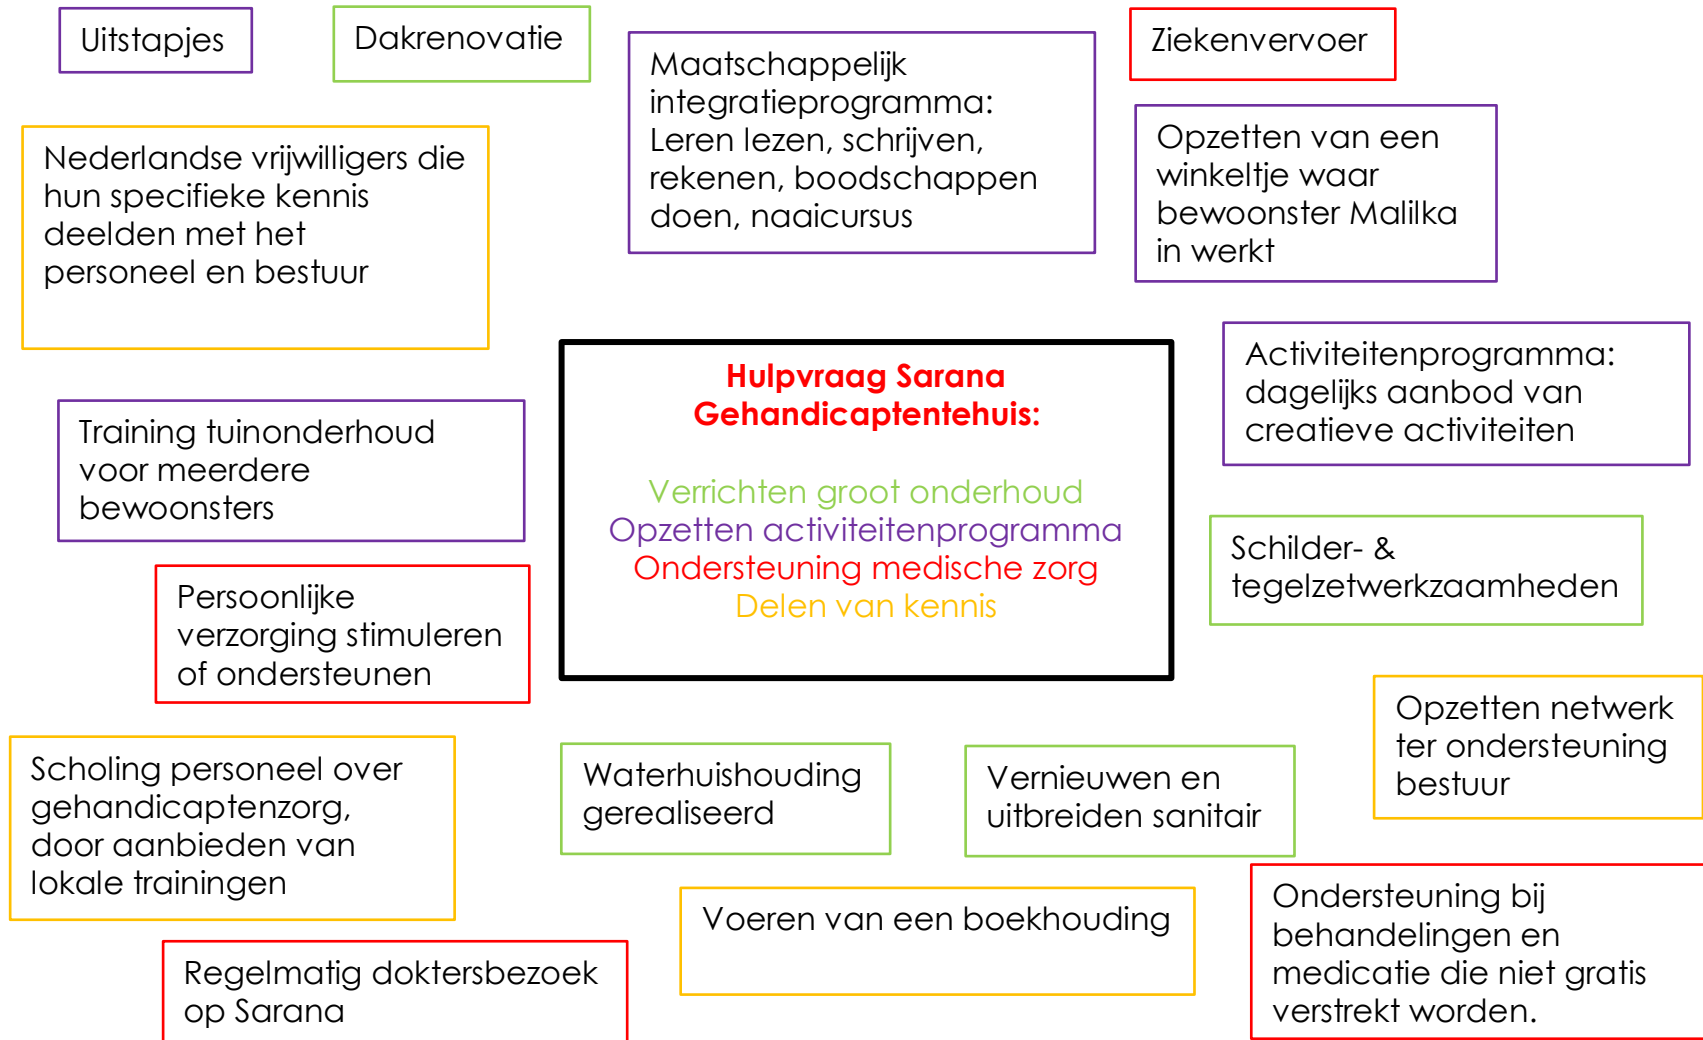 Uitstapjes
Dakrenovatie
Maatschappelijk
integratieprogramma:
Leren lezen, schrijven,
rekenen, boodschappen
doen, naaicursus
Ziekenvervoer
Nederlandse vrijwilligers die
hun specifieke kennis
deelden met het
personeel en bestuur
Opzetten van een
winkeltje waar
bewoonster Malilka
in werkt
Hulpvraag Sarana
Gehandicaptentehuis:
Verrichten groot onderhoud
Opzetten activiteitenprogramma
Ondersteuning medische zorg
Delen van kennis
Activiteitenprogramma:
dagelijks aanbod van
creatieve activiteiten
Training tuinonderhoud
voor meerdere
bewoonsters
Schilder- &
tegelzetwerkzaamheden
Persoonlijke
verzorging stimuleren
of ondersteunen
Opzetten netwerk
ter ondersteuning
bestuur
Scholing personeel over
gehandicaptenzorg,
door aanbieden van
lokale trainingen
Waterhuishouding
gerealiseerd
Vernieuwen en
uitbreiden sanitair
Voeren van een boekhouding
Ondersteuning bij
behandelingen en
medicatie die niet gratis
verstrekt worden.
Regelmatig doktersbezoek
op Sarana